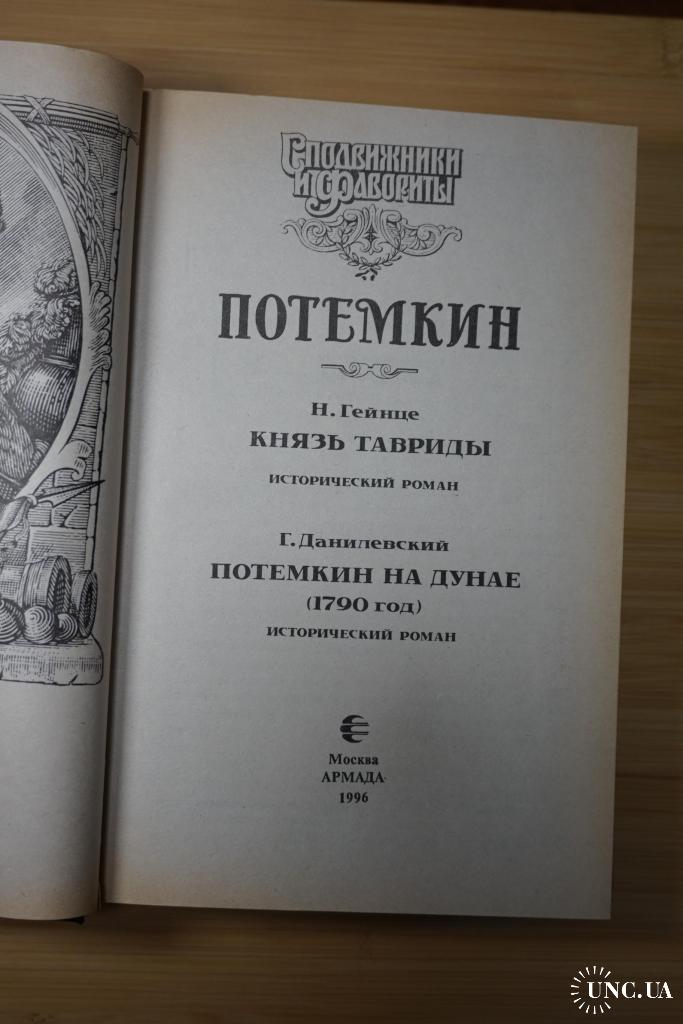 Сподвижники
и фавориты
ПОТЕМКИН
Н. Гейнце
КНЯЗЬ ТАВРИДЫ
ИСТОРИЧЕСКИЙ РОМАН
Г. Данилевский
ПОТЕМКИН НА ДУНАЕ
(1790 год)
ИСТОРИЧЕСКИЙ РОМАН
Москва
АРМАДА
1996
UNC.UA